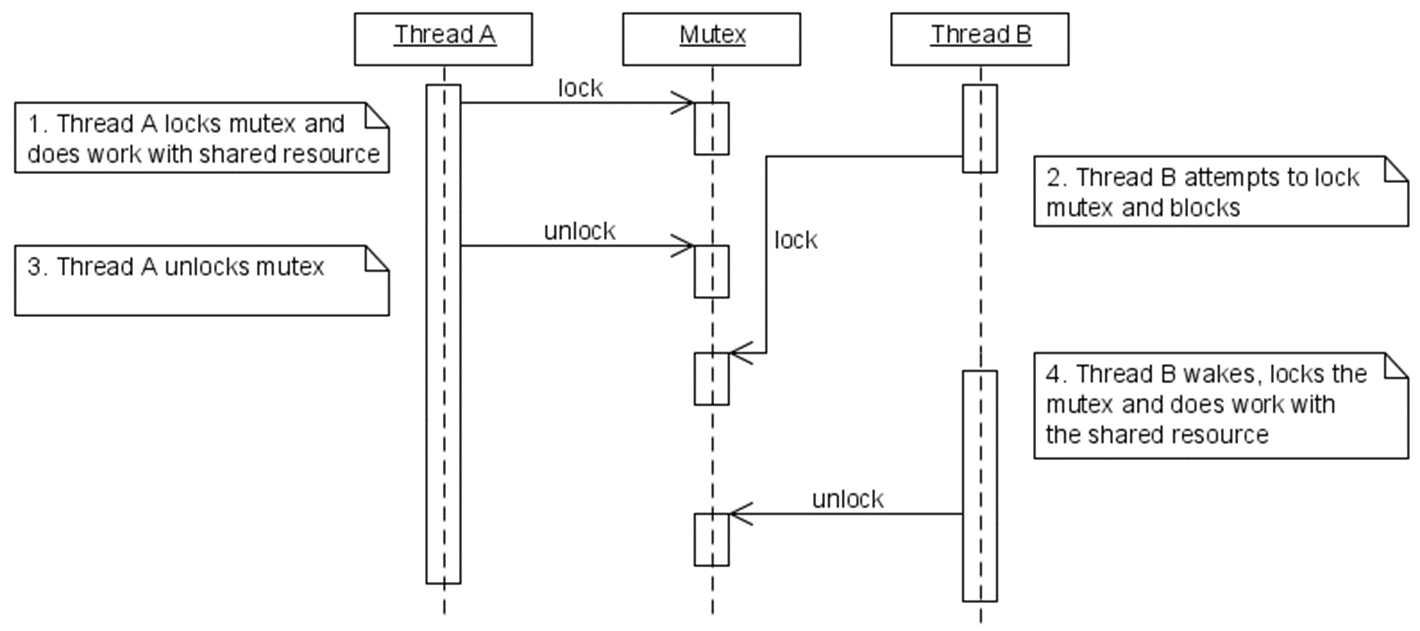 Thread A
Mutex
Thread B
lock
1. Thread A locks mutex and
does work with shared resource
2. Thread B attempts to lock
mutex and blocks
unlock
lock
3. Thread A unlocks mutex
4. Thread B wakes, locks the
mutex and does work with
the shared resource
unlock